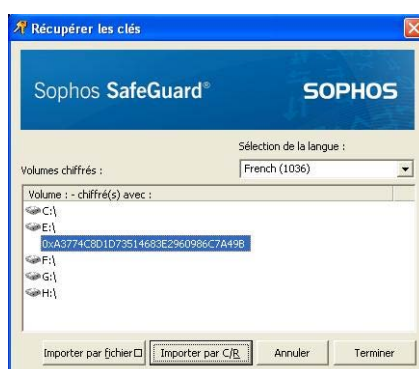 Récupérer les clés
Sophos SafeGuard® SOPHOS
Sélection de la langue :
Volumes chiffrés : French (1036)
Volume : - chiffré(s) avec :
C:\
E:\
0xA3774C8D1D73514683E2960986C7A49B
F:\
G:\
H:\
Importer par fichier Importer par C/R Annuler Terminer